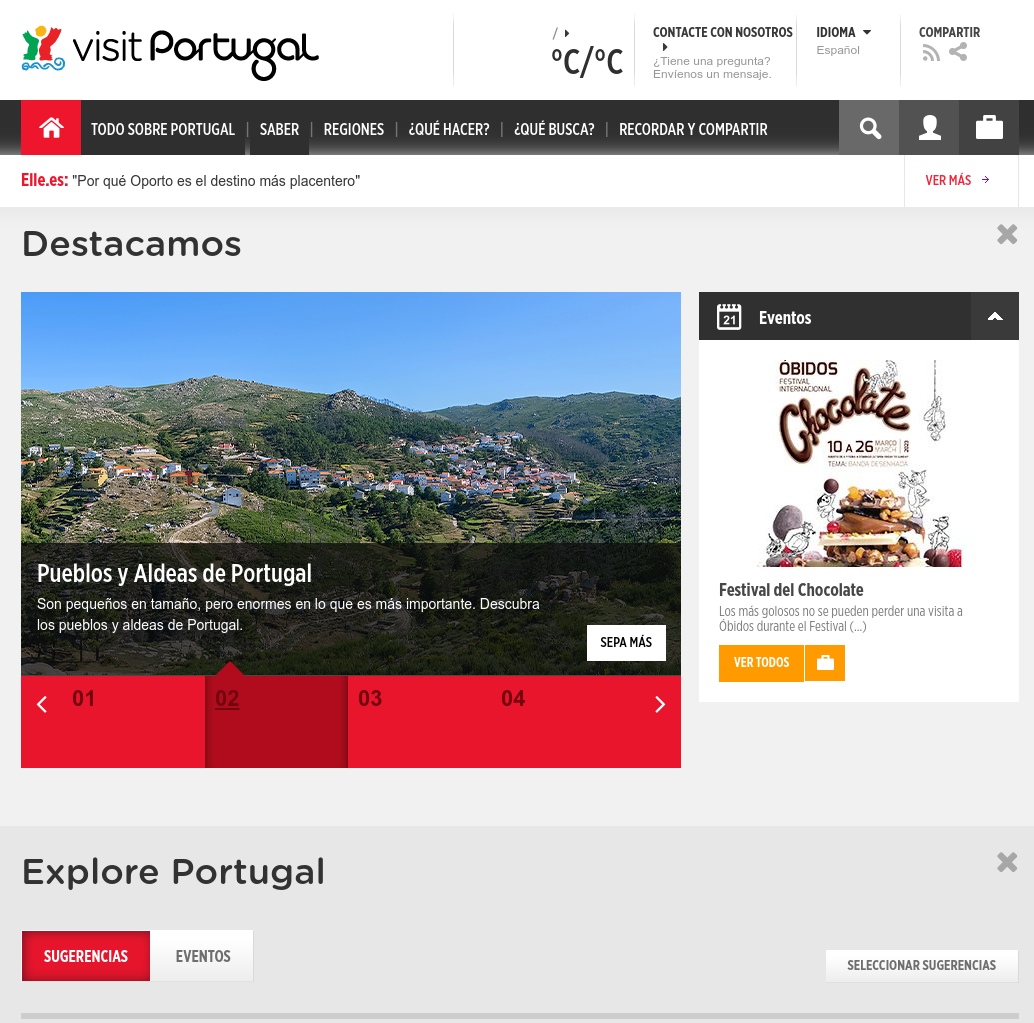 visit Portugal
/
ºC/ºC
CONTACTE CON NOSOTROS
¿Tiene una pregunta?
Envíenos un mensaje.
IDIOMA
Español
COMPARTIR
TODO SOBRE PORTUGAL | SABER | REGIONES | ¿QUÉ HACER? | ¿QUÉ BUSCA? | RECORDAR Y COMPARTIR
Elle.es: "Por qué Oporto es el destino más placentero"
VER MÁS
Destacamos
Pueblos y Aldeas de Portugal
Son pequeños en tamaño, pero enormes en lo que es más importante. Descubra
los pueblos y aldeas de Portugal.
SEPA MÁS
01
02
03
04
21
Eventos
ÓBIDOS
FESTIVAL
INTERNACIONAL
Chocolate
10 A 26 MARÇO
MARCH
TEMA: BANDA DESENHADA
Festival del Chocolate
Los más golosos no se pueden perder una visita a
Óbidos durante el Festival (...)
VER TODOS
Explore Portugal
SUGERENCIAS
EVENTOS
SELECCIONAR SUGERENCIAS